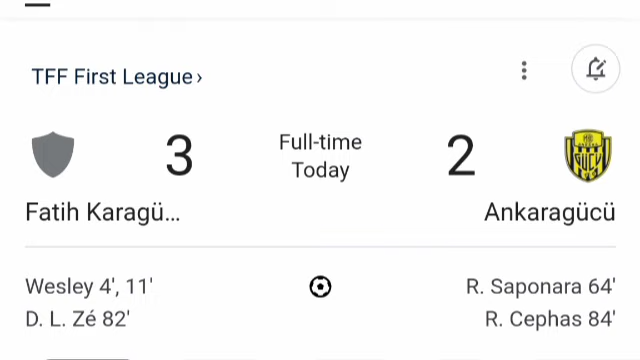 TFF First League ›
3 Full-time 2
Today
GÜCÜ
Fatih Karagü... Ankaragücü
Wesley 4', 11' R. Saponara 64'
D. L. Zé 82' R. Cephas 84'